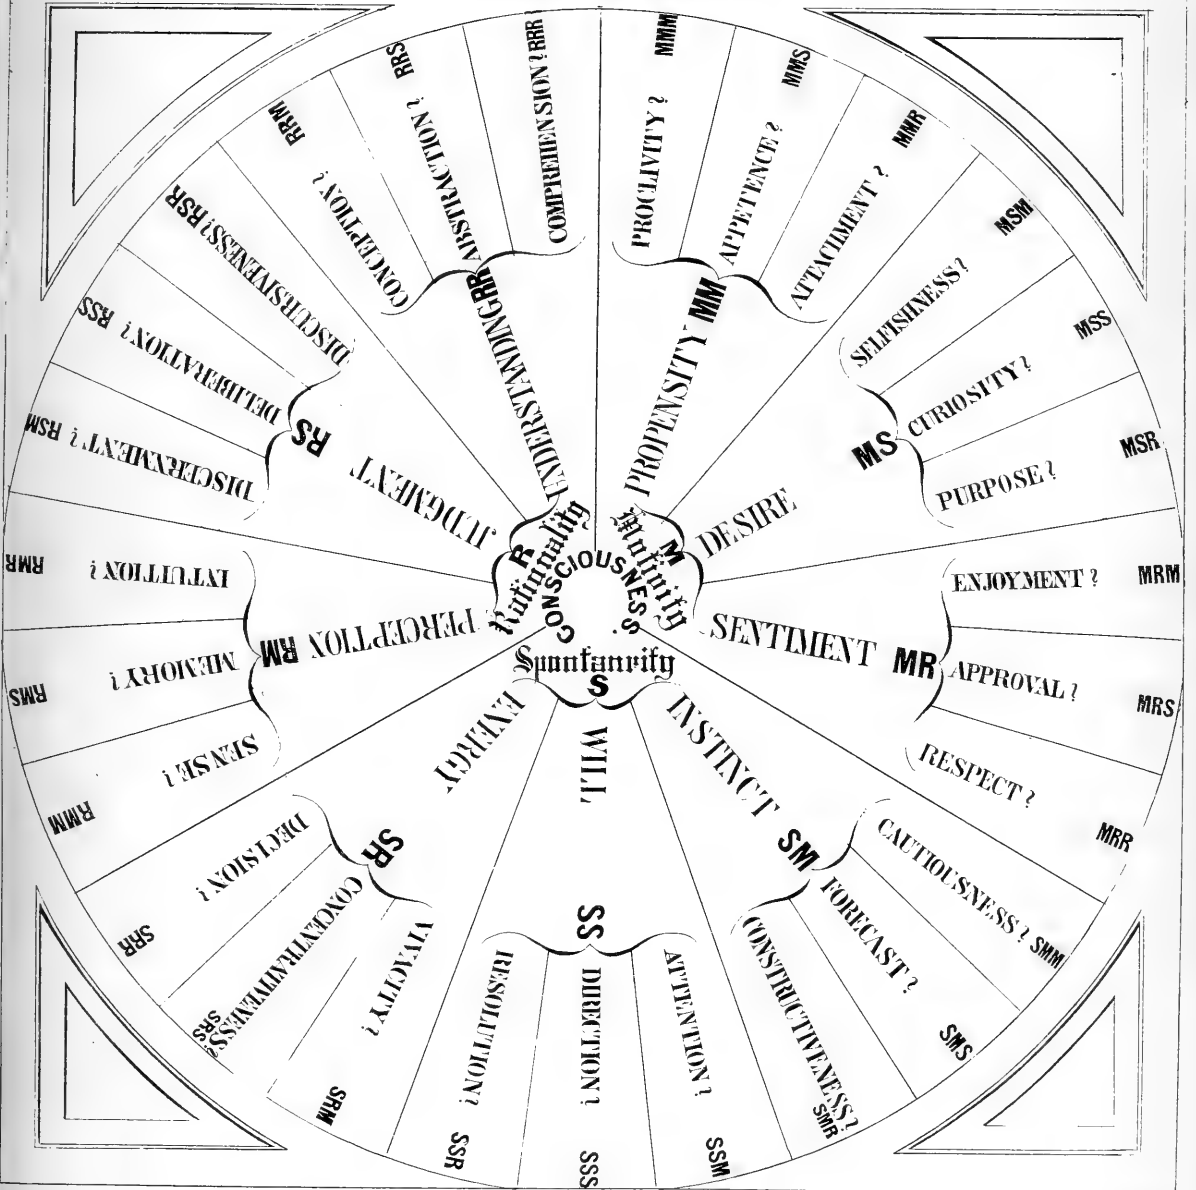 CONSCIOUSNESS.
Rationality
R
Motivity
M
Spontaneity
S
UNDERSTANDING RR
COMPREHENSION? RRR
ABSTRACTION? RRS
CONCEPTION? RRM
JUDGMENT RS
DISCURSIVENESS? RSR
DELIBERATION? RSS
DISCERNMENT? RSM
PERCEPTION RM
INTUITION? RMR
MEMORY? RMS
SENSE? RMM
PROPENSITY MM
PROCLIVITY? MMM
APPETENCE? MMS
ATTACHMENT? MMR
DESIRE MS
SELFISHNESS? MSM
CURIOSITY? MSS
PURPOSE? MSR
SENTIMENT MR
ENJOYMENT? MRM
APPROVAL? MRS
RESPECT? MRR
INSTINCT SM
CAUTIOUSNESS? SMM
FORECAST? SMS
CONSTRUCTIVENESS? SMR
WILL SS
ATTENTION? SSM
DIRECTION? SSS
RESOLUTION? SSR
ENERGY SR
VIVACITY? SRM
CONCENTRATIVENESS? SRS
DECISION? SRR